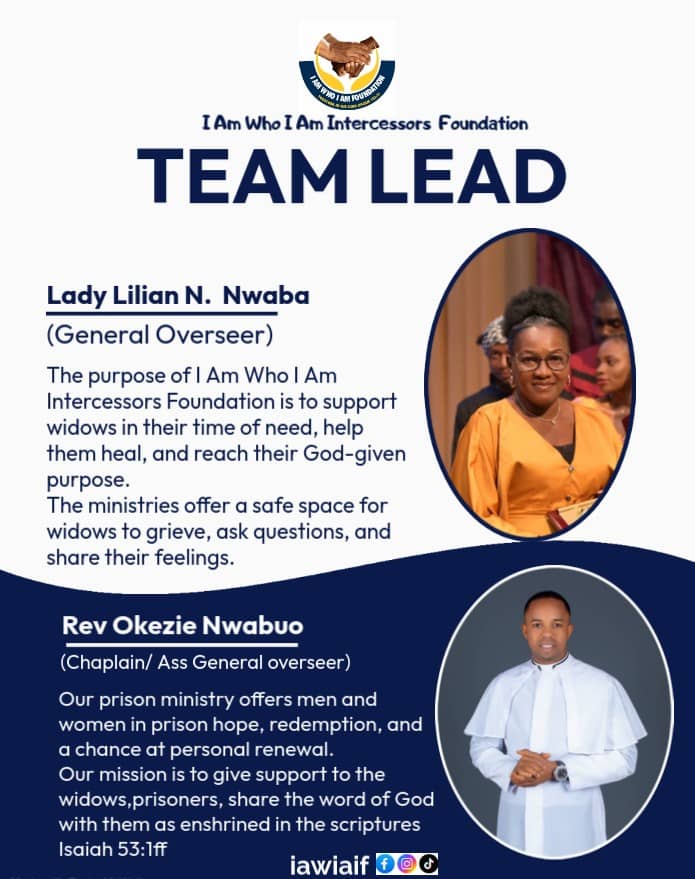 I AM WHO I AM FOUNDATION
I Am Who I Am Intercessors Foundation
TEAM LEAD
Lady Lilian N. Nwaba
(General Overseer)
The purpose of I Am Who I Am
Intercessors Foundation is to support
widows in their time of need, help
them heal, and reach their God-given
purpose.
The ministries offer a safe space for
widows to grieve, ask questions, and
share their feelings.
Rev Okezie Nwabuo
(Chaplain/ Ass General overseer)
Our prison ministry offers men and
women in prison hope, redemption, and
a chance at personal renewal.
Our mission is to give support to the
widows,prisoners, share the word of God
with them as enshrined in the scriptures
Isaiah 53:1ff
iawiaif